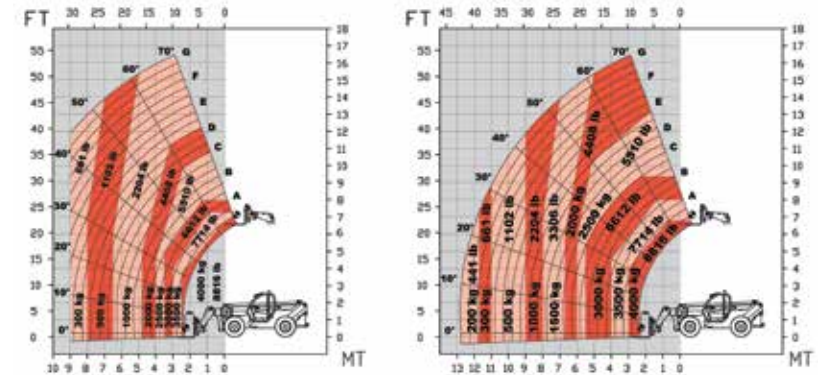 FT 30 25 20 15 10 5 0
18
17
16
15
14
13
12
11
10
9
8
7
6
5
4
3
2
1
0
55
50
45
40
35
30
25
20
15
10
5
0
70° G
60° F
50° E
40° D
C
B
A
30°
20°
10°
0°
661 lb
1102 lb
2204 lb
4408 lb
5510 lb
6612 lb
7714 lb
8818 lb
300 kg
500 kg
1000 kg
2000 kg
2500 kg
3000 kg
3500 kg
4000 kg
10 9 8 7 6 5 4 3 2 1 0
MT
FT 45 40 35 30 25 20 15 10 5 0
18
17
16
15
14
13
12
11
10
9
8
7
6
5
4
3
2
1
0
55
50
45
40
35
30
25
20
15
10
5
0
70° G
60° F
50° E
40° D
C
B
A
30°
20°
10°
0°
441 lb
661 lb
1102 lb
2204 lb
3306 lb
4408 lb
5510 lb
6612 lb
7714 lb
8818 lb
200 kg
300 kg
500 kg
1000 kg
1500 kg
2000 kg
2500 kg
3000 kg
3500 kg
4000 kg
13 12 11 10 9 8 7 6 5 4 3 2 1 0
MT